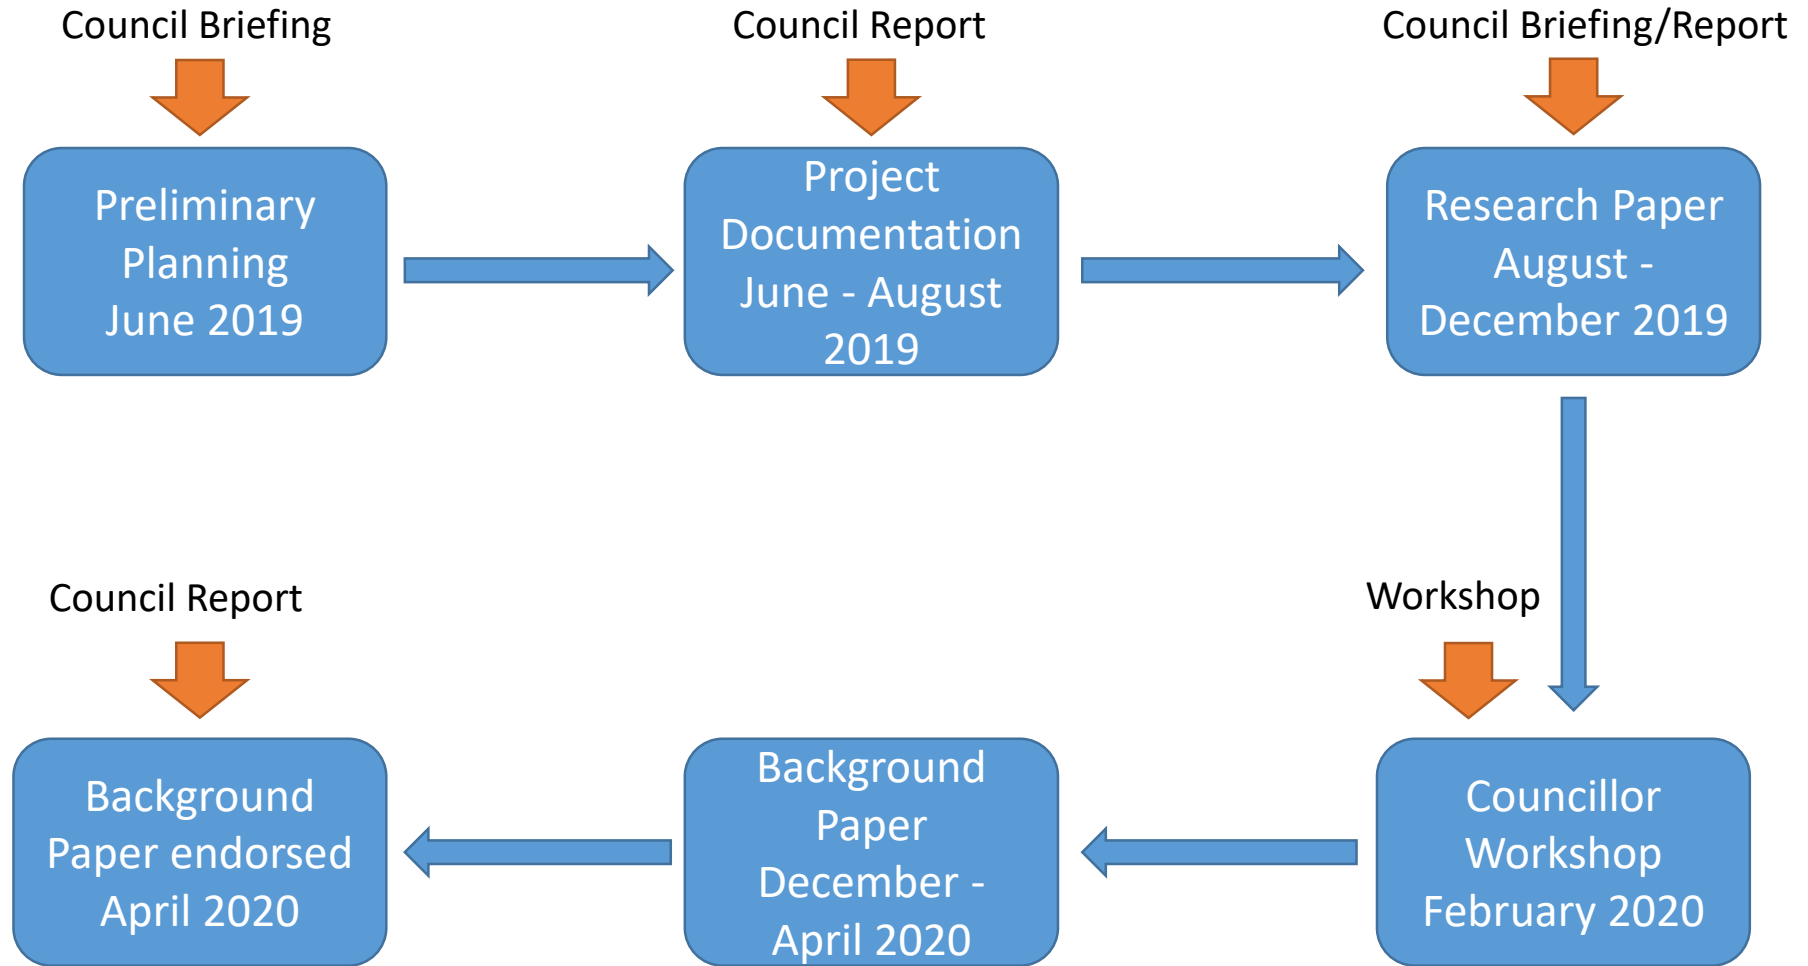 Council Briefing
Council Report
Council Briefing/Report
Preliminary
Planning
June 2019
Project
Documentation
June - August
2019
Research Paper
August -
December 2019
Council Report
Workshop
Background
Paper endorsed
April 2020
Background
Paper
December -
April 2020
Councillor
Workshop
February 2020